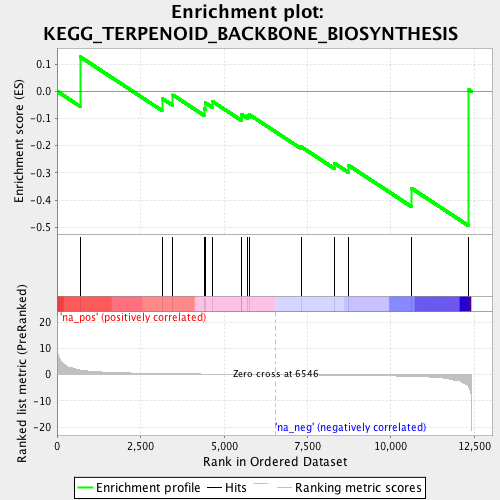 Enrichment plot:
KEGG_TERPENOID_BACKBONE_BIOSYNTHESIS
Enrichment score (ES)
0.1
0.0
-0.1
-0.2
-0.3
-0.4
-0.5
'na_pos' (positively correlated)
Ranked list metric (PreRanked)
20
10
0
-10
-20
Zero cross at 6546
'na_neg' (negatively correlated)
0
2,500
5,000
7,500
10,000
12,500
Rank in Ordered Dataset
Enrichment profile
Hits
Ranking metric scores